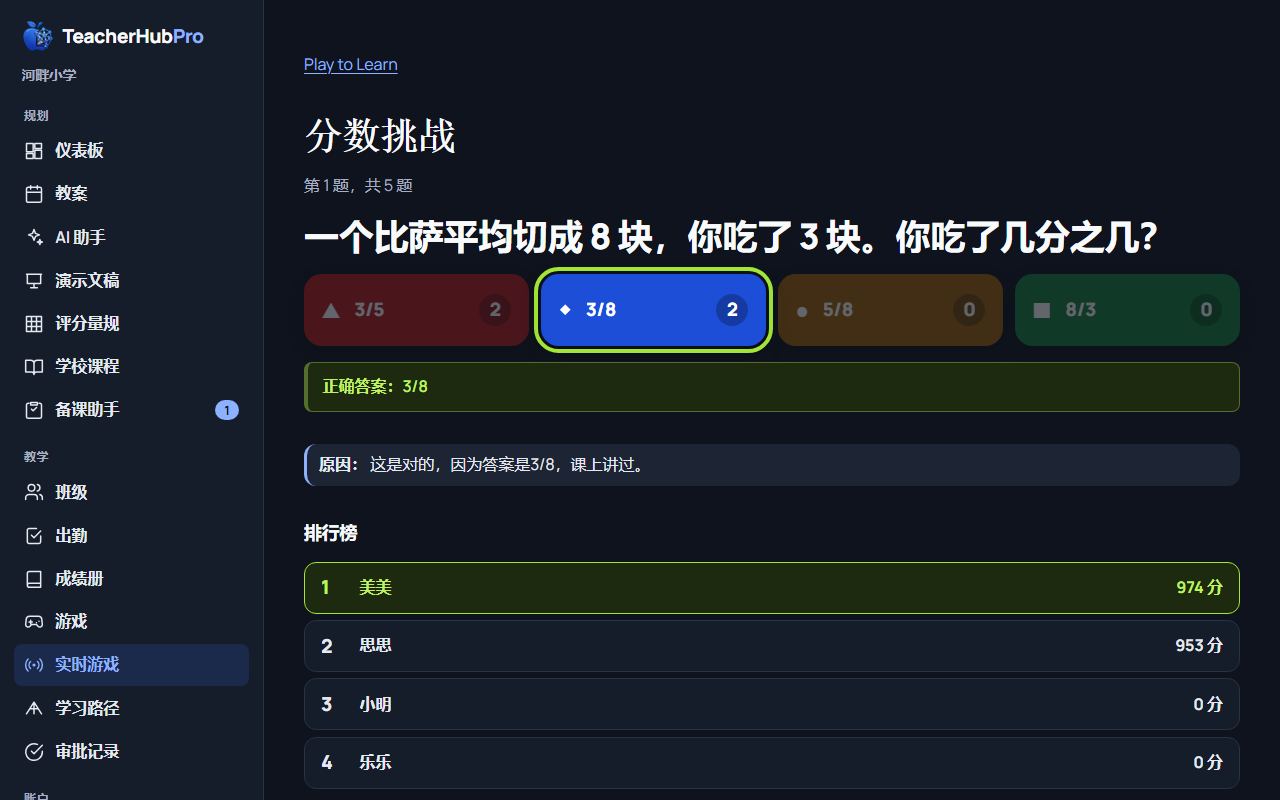 TeacherHubPro
河畔小学
规划
仪表板
教案
AI 助手
演示文稿
评分量规
学校课程
备课助手 1
教学
班级
出勤
成绩册
游戏
实时游戏
学习路径
审批记录
账户
Play to Learn
分数挑战
第 1 题，共 5 题
一个比萨平均切成 8 块，你吃了 3 块。你吃了几分之几？
3/5 2
3/8 2
5/8 0
8/3 0
正确答案：3/8
原因： 这是对的，因为答案是3/8，课上讲过。
排行榜
1 美美 974 分
2 思思 953 分
3 小明 0 分
4 乐乐 0 分